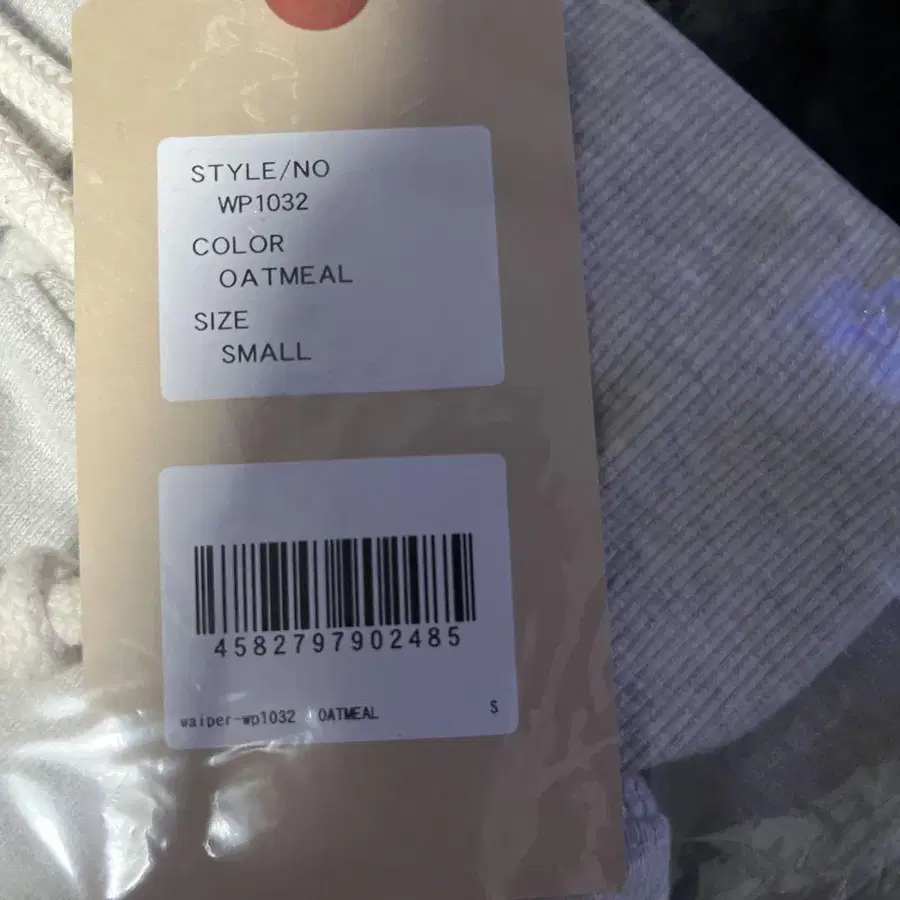 STYLE/NO
WP1032
COLOR
OATMEAL
SIZE
SMALL
4582797902485
waiper-wp1032 OATMEAL S